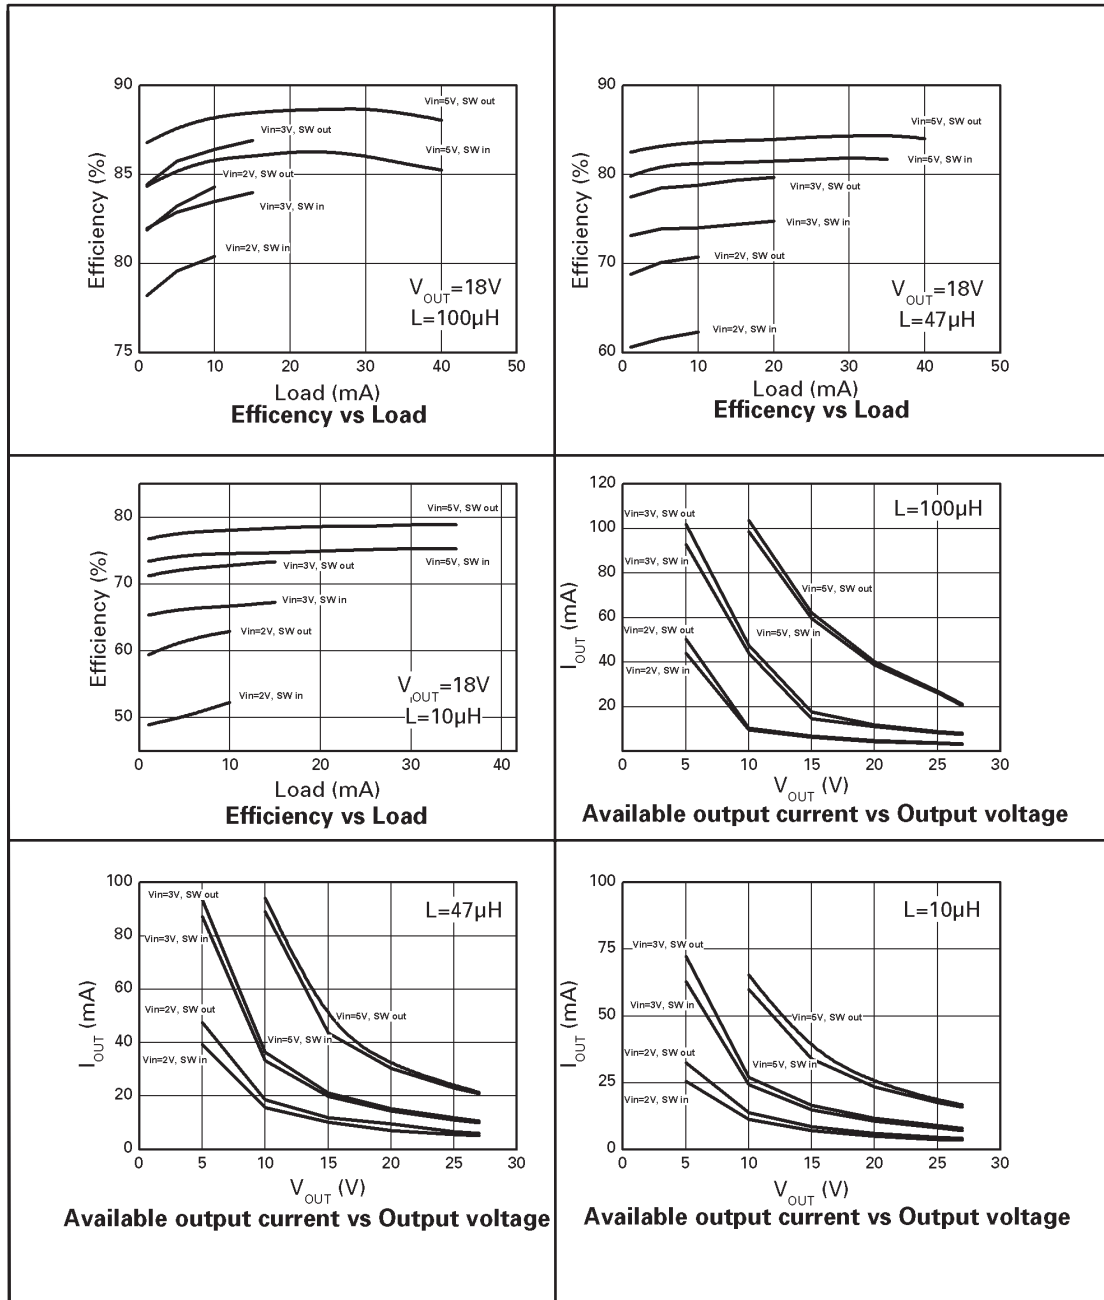 90
85
80
75
Efficiency (%)
Vin=5V, SW out
Vin=3V, SW out
Vin=5V, SW in
Vin=2V, SW out
Vin=3V, SW in
Vin=2V, SW in
VOUT=18V
L=100µH
0 10 20 30 40 50
Load (mA)
Efficency vs Load
90
80
70
60
Efficiency (%)
Vin=5V, SW out
Vin=5V, SW in
Vin=3V, SW out
Vin=3V, SW in
Vin=2V, SW out
Vin=2V, SW in
VOUT=18V
L=47µH
0 10 20 30 40 50
Load (mA)
Efficency vs Load
80
70
60
50
Efficiency (%)
Vin=5V, SW out
Vin=5V, SW in
Vin=3V, SW out
Vin=3V, SW in
Vin=2V, SW out
Vin=2V, SW in
VOUT=18V
L=10µH
0 10 20 30 40
Load (mA)
Efficiency vs Load
120
100
80
60
40
20
IOUT (mA)
L=100µH
Vin=3V, SW out
Vin=3V, SW in
Vin=5V, SW out
Vin=2V, SW out
Vin=5V, SW in
Vin=2V, SW in
0 5 10 15 20 25 30
VOUT (V)
Available output current vs Output voltage
100
80
60
40
20
0
IOUT (mA)
L=47µH
Vin=3V, SW out
Vin=3V, SW in
Vin=2V, SW out
Vin=5V, SW out
Vin=5V, SW in
Vin=2V, SW in
0 5 10 15 20 25 30
VOUT (V)
Available output current vs Output voltage
100
75
50
25
0
IOUT (mA)
L=10µH
Vin=3V, SW out
Vin=3V, SW in
Vin=5V, SW out
Vin=2V, SW out
Vin=5V, SW in
Vin=2V, SW in
0 5 10 15 20 25 30
VOUT (V)
Available output current vs Output voltage